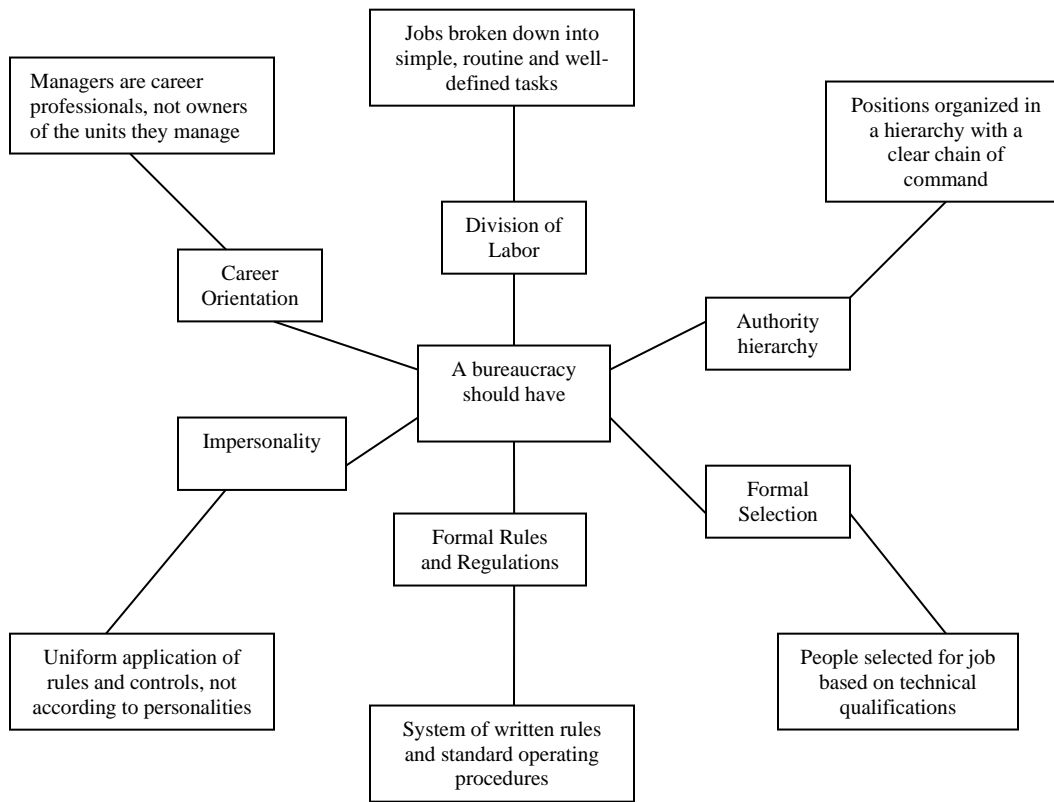 Jobs broken down into
simple, routine and well-
defined tasks
Managers are career
professionals, not owners
of the units they manage
Positions organized in
a hierarchy with a
clear chain of
command
Division of
Labor
Career
Orientation
Authority
hierarchy
A bureaucracy
should have
Impersonality
Formal
Selection
Formal Rules
and Regulations
Uniform application of
rules and controls, not
according to personalities
People selected for job
based on technical
qualifications
System of written rules
and standard operating
procedures